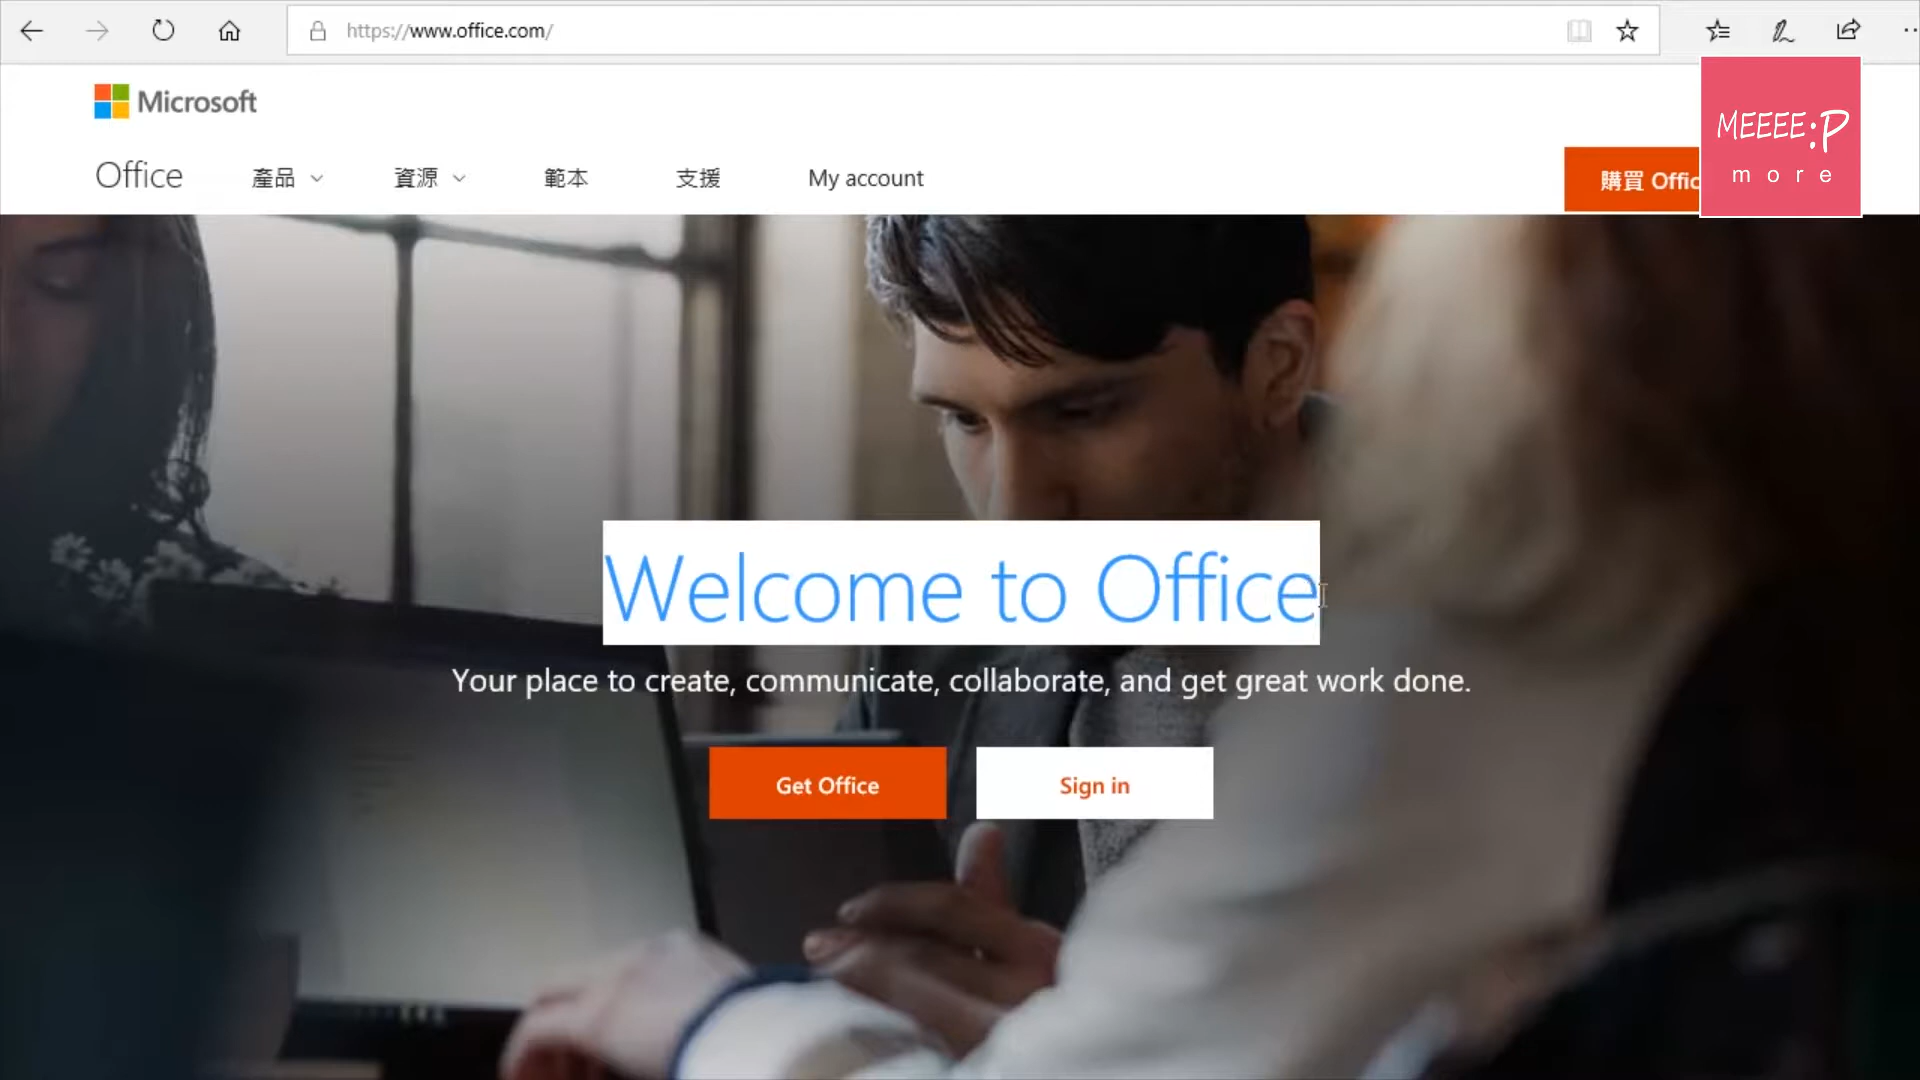 https://www.office.com/
Microsoft
MEEEE:P
more
Office 產品 資源 範本 支援 My account 購買 Offic
Welcome to Office
Your place to create, communicate, collaborate, and get great work done.
Get Office Sign in